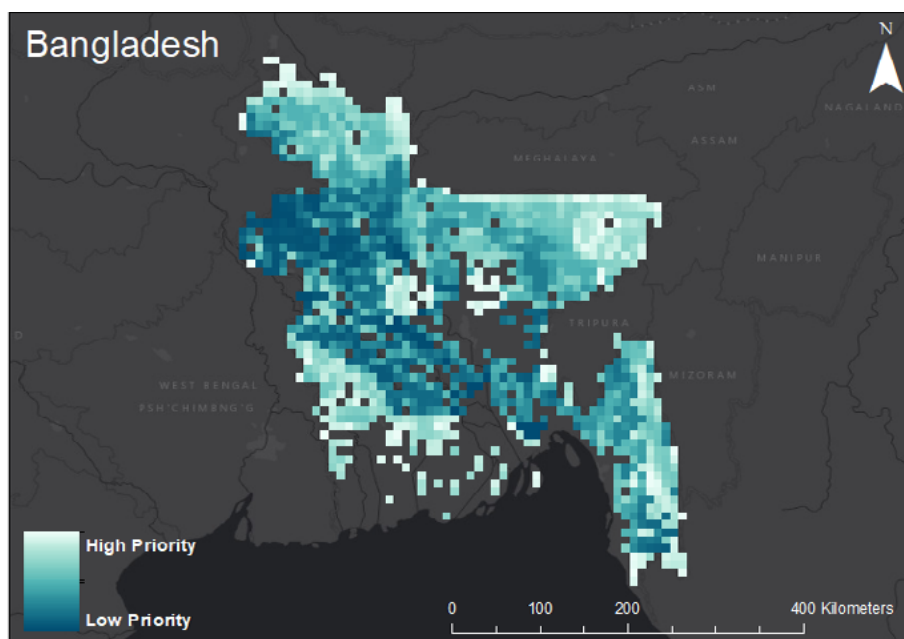 Bangladesh
N
ASM
NAGALAND
ASSAM
MEGHALAYA
MANIPUR
TRIPURA
MIZORAM
WEST BENGAL
PSH'CHIMBNG'G
D
High Priority
Low Priority
0 100 200 400 Kilometers